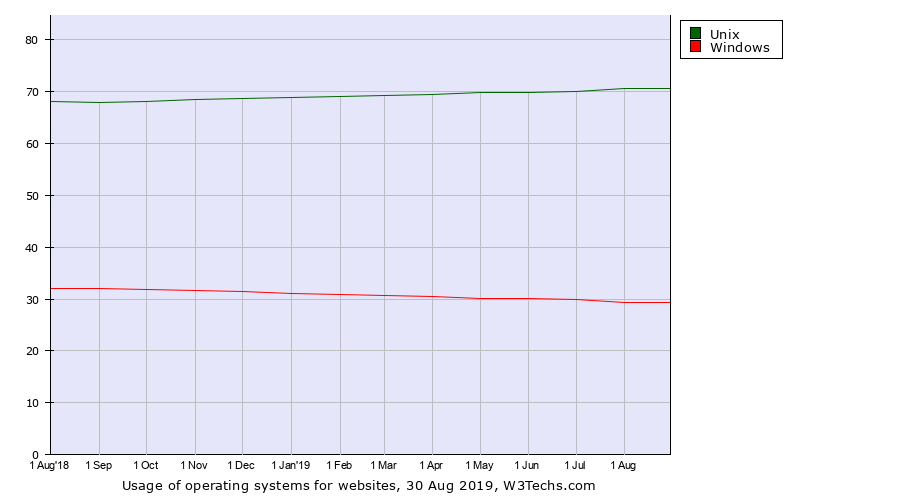 80
Unix
Windows
70
60
50
40
30
20
10
0
1 Aug'18 1 Sep 1 Oct 1 Nov 1 Dec 1 Jan'19 1 Feb 1 Mar 1 Apr 1 May 1 Jun 1 Jul 1 Aug
Usage of operating systems for websites, 30 Aug 2019, W3Techs.com